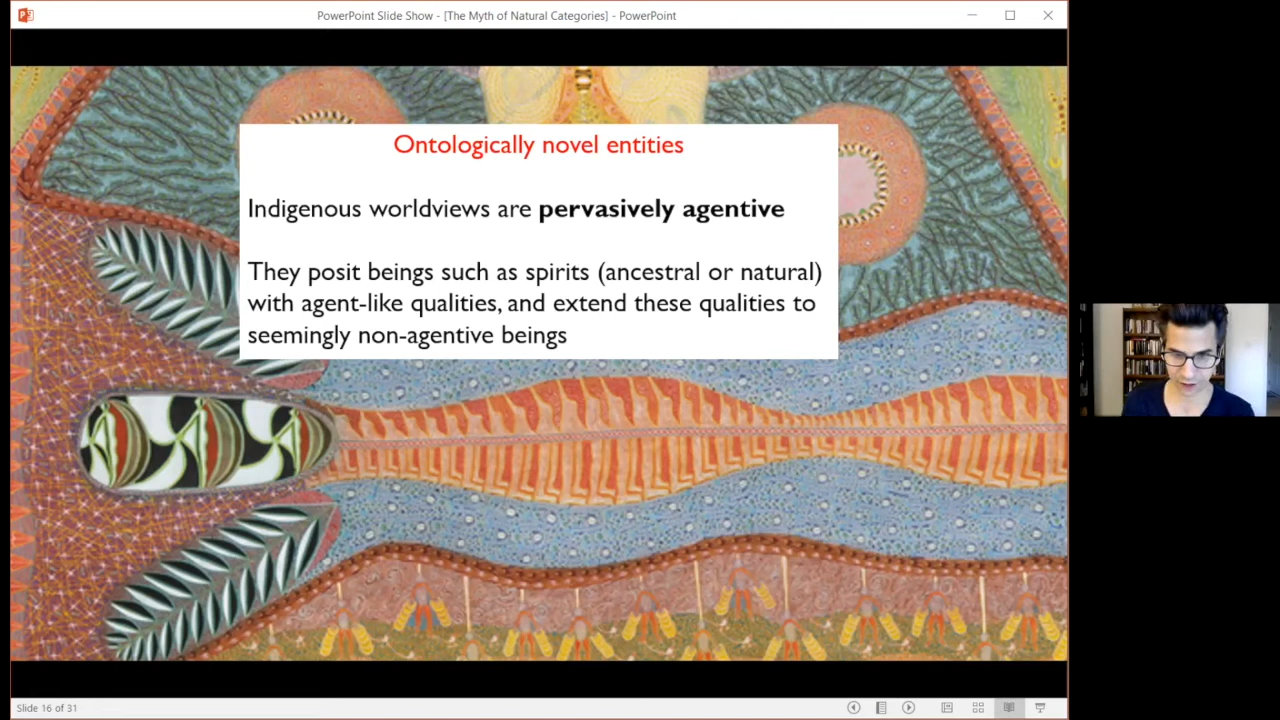 PowerPoint Slide Show - [The Myth of Natural Categories] - PowerPoint
Ontologically novel entities
Indigenous worldviews are pervasively agentive
They posit beings such as spirits (ancestral or natural)
with agent-like qualities, and extend these qualities to
seemingly non-agentive beings
Slide 16 of 31